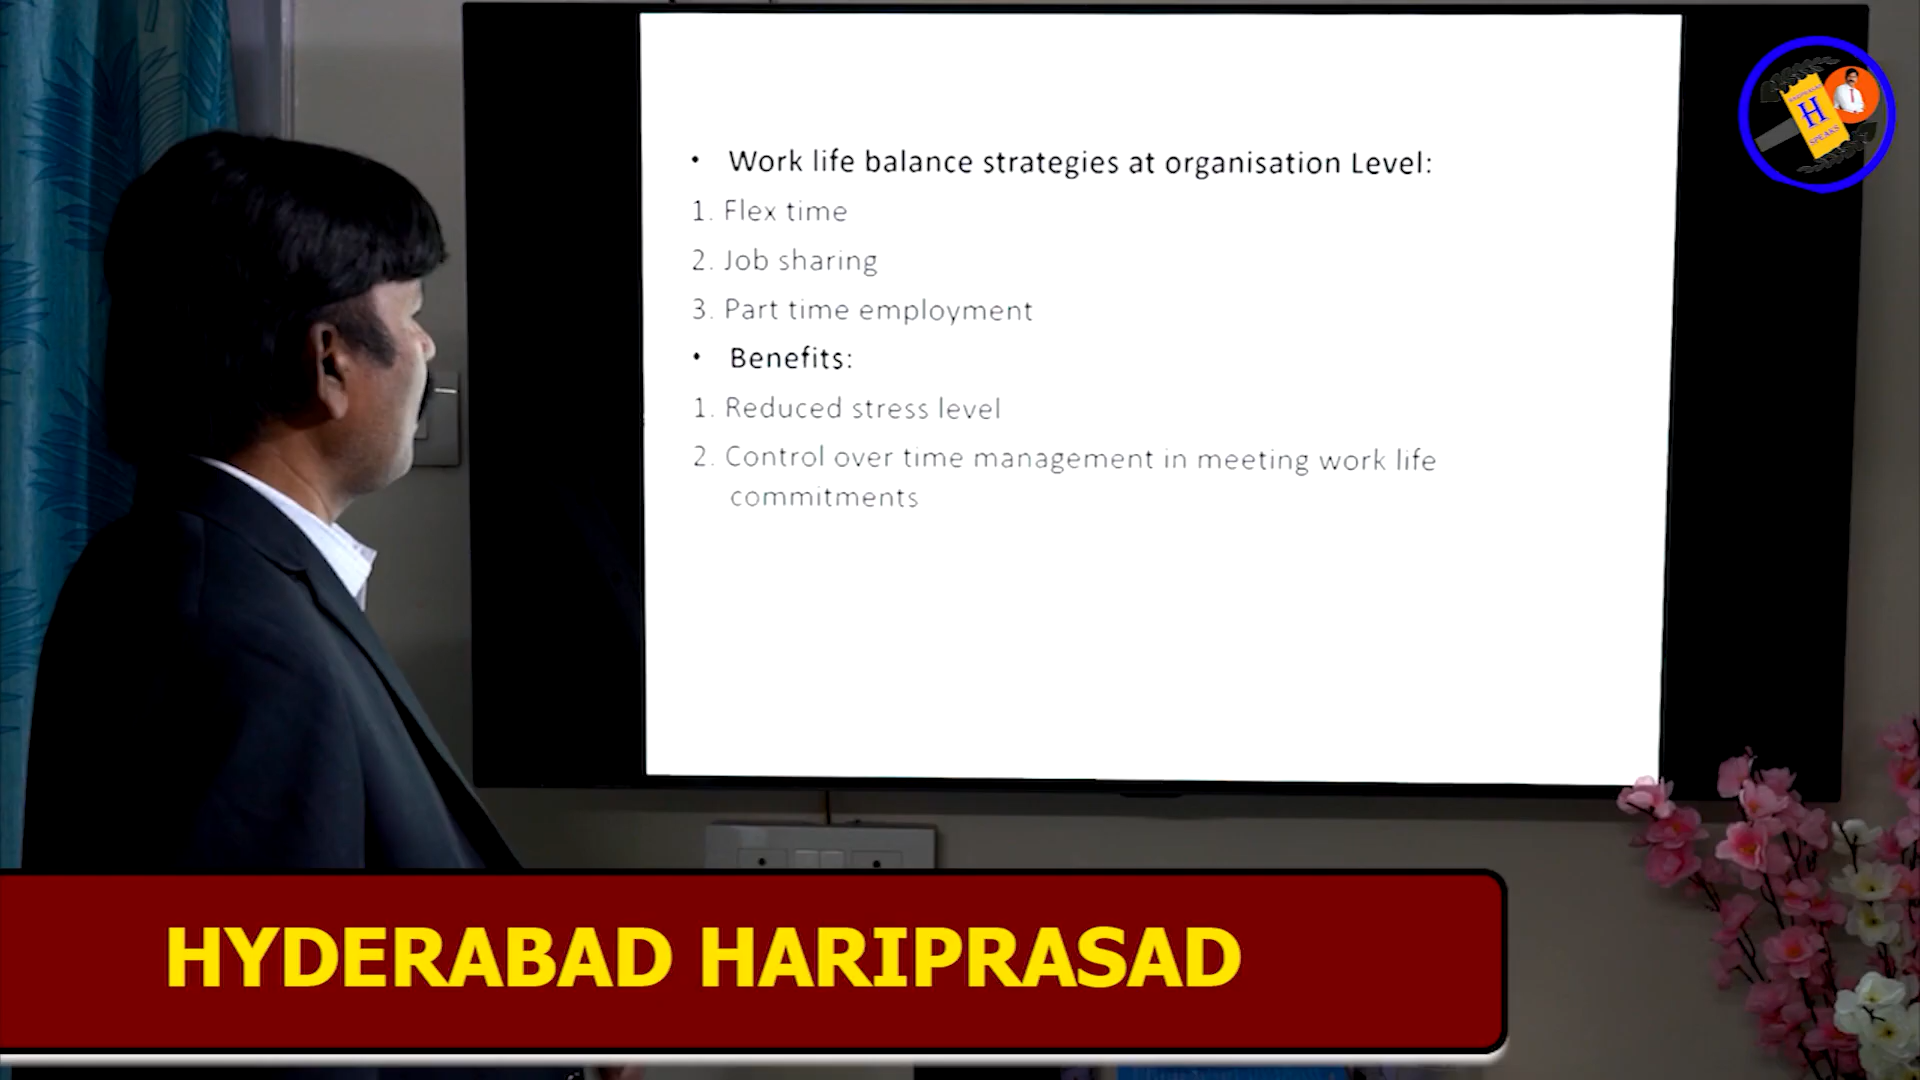 • Work life balance strategies at organisation Level:
1. Flex time
2. Job sharing
3. Part time employment
• Benefits:
1. Reduced stress level
2. Control over time management in meeting work life
commitments
H
SPEAKS
HYDERABAD HARIPRASAD